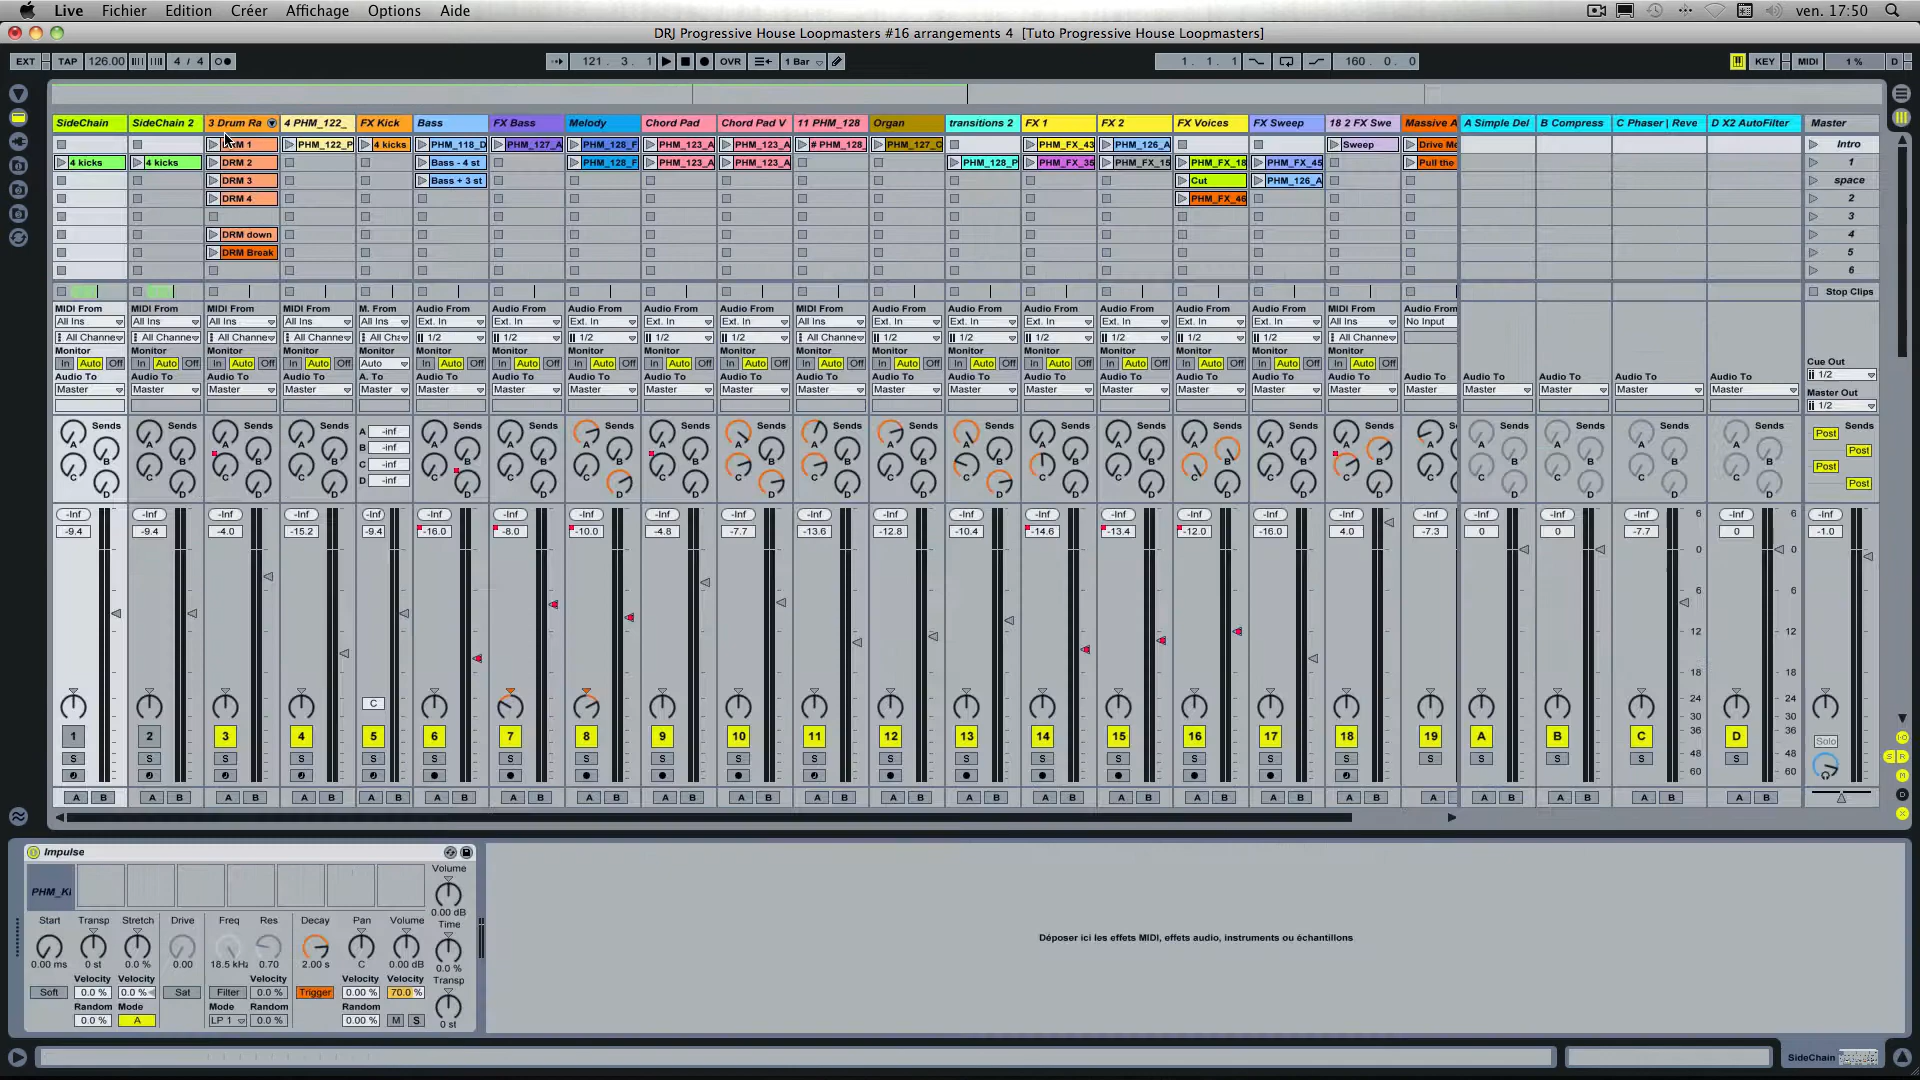 Live Fichier Edition Créer Affichage Options Aide ven. 17:50
DRJ Progressive House Loopmasters #16 arrangements 4 [Tuto Progressive House Loopmasters]
EXT TAP 126.00 4 / 4 121 . 3 . 1 OVR 1 Bar 1 . 1 . 1 160 . 0 . 0 KEY MIDI 1 % D
SideChain SideChain 2 3 Drum Ra 4 PHM_122_ FX Kick Bass FX Bass Melody Chord Pad Chord Pad V 11 PHM_128 Organ transitions 2 FX 1 FX 2 FX Voices FX Sweep 18 2 FX Swe Massive A A Simple Del B Compress C Phaser | Reve D X2 AutoFilter Master
PHM_122_P 4 kicks PHM_118_D PHM_127_A PHM_128_F PHM_123_A PHM_123_A # PHM_128_ PHM_127_C PHM_FX_43 PHM_126_A Sweep Intro
4 kicks 4 kicks DRM 2 Bass - 4 st PHM_128_F PHM_123_A PHM_123_A PHM_128_P PHM_FX_35 PHM_FX_15 PHM_FX_18 PHM_FX_45 Pull the 1
DRM 3 Bass + 3 st Cut PHM_126_A space
DRM 4 PHM_FX_46 2
3
DRM down 4
DRM Break 5
6
Stop Clips
MIDI From MIDI From MIDI From MIDI From M. From Audio From Audio From Audio From Audio From Audio From MIDI From Audio From Audio From Audio From Audio From Audio From Audio From MIDI From Audio From
All Ins All Ins All Ins All Ins All Ins Ext. In Ext. In Ext. In Ext. In Ext. In All Ins Ext. In Ext. In Ext. In Ext. In Ext. In Ext. In All Ins No Input
All Channe All Channe All Channe All Channe All Cha 1/2 1/2 1/2 1/2 1/2 All Channe 1/2 1/2 1/2 1/2 1/2 1/2 All Channe
Monitor Monitor Monitor Monitor Monitor Monitor Monitor Monitor Monitor Monitor Monitor Monitor Monitor Monitor Monitor Monitor Monitor Monitor Monitor
In Auto Off In Auto Off In Auto Off In Auto Off Auto In Auto Off In Auto Off In Auto Off In Auto Off In Auto Off In Auto Off In Auto Off In Auto Off In Auto Off In Auto Off In Auto Off In Auto Off In Auto Off In Auto Off Cue Out
Audio To Audio To Audio To Audio To A. To Audio To Audio To Audio To Audio To Audio To Audio To Audio To Audio To Audio To Audio To Audio To Audio To Audio To Audio To Audio To Audio To Audio To Audio To 1/2
Master Master Master Master Master Master Master Master Master Master Master Master Master Master Master Master Master Master Master Master Master Master Master Master Out
1/2
Sends Sends Sends Sends A -inf Sends Sends Sends Sends Sends Sends Sends Sends Sends Sends Sends Sends Sends Sends Sends Sends Sends Sends
B -inf
C -inf
D -inf
Post
Post
Post
Post
-Inf -Inf -Inf -Inf -Inf -Inf -Inf -Inf -Inf -Inf -Inf -Inf -Inf -Inf -Inf -Inf -Inf -Inf -Inf -Inf -Inf -Inf -Inf -Inf
-9.4 -9.4 -4.0 -15.2 -9.4 -16.0 -8.0 -10.0 -4.8 -7.7 -13.6 -12.8 -10.4 -14.6 -13.4 -12.0 -16.0 4.0 -7.3 0 0 -7.7 0 -1.0
6 6
0 0
6 6
12 12
18 18
24 24
30 30
36 36
48 48
60 60
C
1 2 3 4 5 6 7 8 9 10 11 12 13 14 15 16 17 18 19 A B C D Solo
S S S S S S S S S S S S S S S S S S S S S S S
A B A B A B A B A B A B A B A B A B A B A B A B A B A B A B A B A B A B A A B A B A B A B
Impulse
PHM_Ki
Volume
0.00 dB
Start Transp Stretch Drive Freq Res Decay Pan Volume Time
0.00 ms 0 st 0.0 % 0.00 18.5 kHz 0.70 2.00 s C 0.00 dB 0.0 %
Velocity Velocity Velocity Velocity Velocity Transp
Soft 0.0 % 0.0 % Sat Filter 0.0 % Trigger 0.00 % 70.0 %
Random Mode Mode Random Random
0.0 % A LP 1 0.0 % 0.00 % M S 0 st
Déposer ici les effets MIDI, effets audio, instruments ou échantillons
SideChain